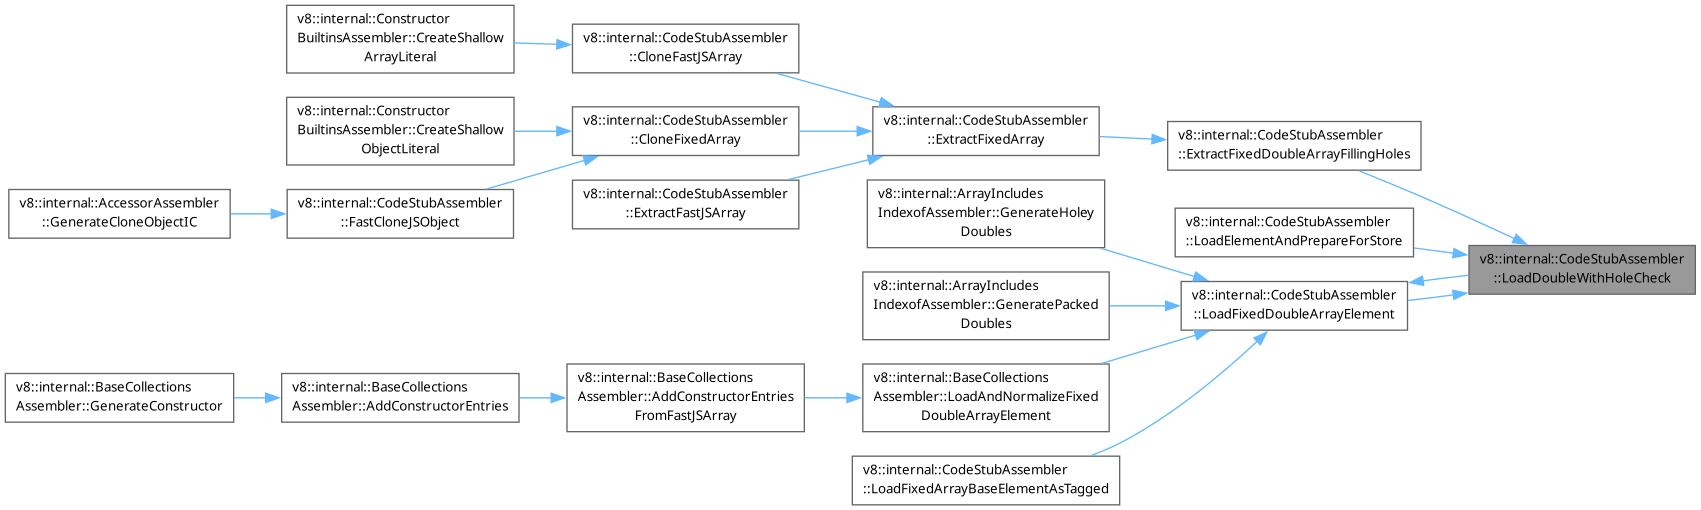 v8::internal::Constructor
BuiltinsAssembler::CreateShallow
ArrayLiteral
v8::internal::CodeStubAssembler
::CloneFastJSArray
v8::internal::Constructor
BuiltinsAssembler::CreateShallow
ObjectLiteral
v8::internal::CodeStubAssembler
::CloneFixedArray
v8::internal::CodeStubAssembler
::ExtractFixedArray
v8::internal::CodeStubAssembler
::ExtractFixedDoubleArrayFillingHoles
v8::internal::AccessorAssembler
::GenerateCloneObjectIC
v8::internal::CodeStubAssembler
::FastCloneJSObject
v8::internal::CodeStubAssembler
::ExtractFastJSArray
v8::internal::ArrayIncludes
IndexofAssembler::GenerateHoley
Doubles
v8::internal::CodeStubAssembler
::LoadElementAndPrepareForStore
v8::internal::CodeStubAssembler
::LoadDoubleWithHoleCheck
v8::internal::ArrayIncludes
IndexofAssembler::GeneratePacked
Doubles
v8::internal::CodeStubAssembler
::LoadFixedDoubleArrayElement
v8::internal::BaseCollections
Assembler::GenerateConstructor
v8::internal::BaseCollections
Assembler::AddConstructorEntries
v8::internal::BaseCollections
Assembler::AddConstructorEntries
FromFastJSArray
v8::internal::BaseCollections
Assembler::LoadAndNormalizeFixed
DoubleArrayElement
v8::internal::CodeStubAssembler
::LoadFixedArrayBaseElementAsTagged